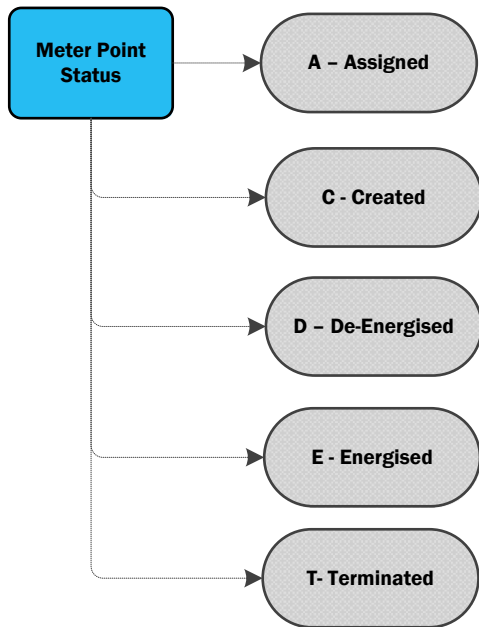 Meter Point
Status
A – Assigned
C - Created
D – De-Energised
E - Energised
T- Terminated